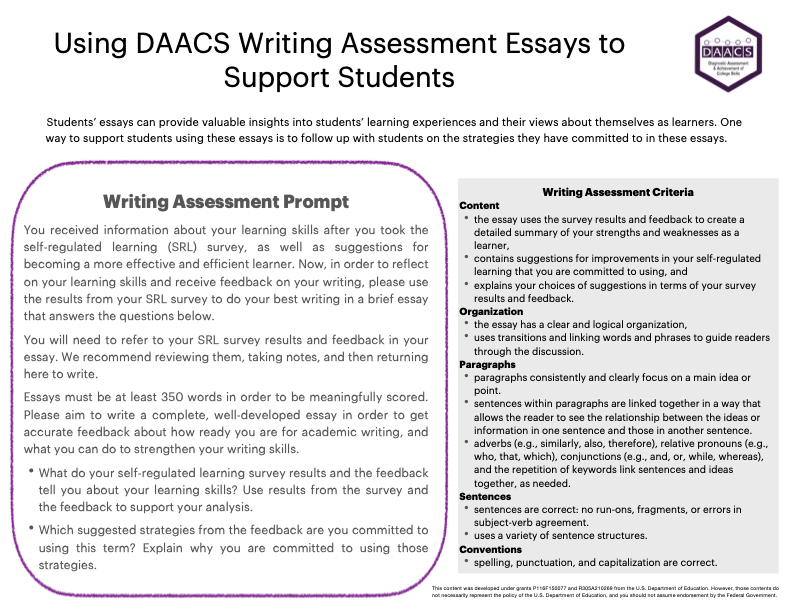 Using DAACS Writing Assessment Essays to
Support Students
DAACS
Diagnostic Assessment
& Achievement of
College Skills
Students’ essays can provide valuable insights into students’ learning experiences and their views about themselves as learners. One
way to support students using these essays is to follow up with students on the strategies they have committed to in these essays.
Writing Assessment Prompt
You received information about your learning skills after you took the
self-regulated learning (SRL) survey, as well as suggestions for
becoming a more effective and efficient learner. Now, in order to reflect
on your learning skills and receive feedback on your writing, please use
the results from your SRL survey to do your best writing in a brief essay
that answers the questions below.
You will need to refer to your SRL survey results and feedback in your
essay. We recommend reviewing them, taking notes, and then returning
here to write.
Essays must be at least 350 words in order to be meaningfully scored.
Please aim to write a complete, well-developed essay in order to get
accurate feedback about how ready you are for academic writing, and
what you can do to strengthen your writing skills.
• What do your self-regulated learning survey results and the feedback
tell you about your learning skills? Use results from the survey and
the feedback to support your analysis.
• Which suggested strategies from the feedback are you committed to
using this term? Explain why you are committed to using those
strategies.
Writing Assessment Criteria
Content
• the essay uses the survey results and feedback to create a
detailed summary of your strengths and weaknesses as a
learner,
• contains suggestions for improvements in your self-regulated
learning that you are committed to using, and
• explains your choices of suggestions in terms of your survey
results and feedback.
Organization
• the essay has a clear and logical organization,
• uses transitions and linking words and phrases to guide readers
through the discussion.
Paragraphs
• paragraphs consistently and clearly focus on a main idea or
point.
• sentences within paragraphs are linked together in a way that
allows the reader to see the relationship between the ideas or
information in one sentence and those in another sentence.
• adverbs (e.g., similarly, also, therefore), relative pronouns (e.g.,
who, that, which), conjunctions (e.g., and, or, while, whereas),
and the repetition of keywords link sentences and ideas
together, as needed.
Sentences
• sentences are correct: no run-ons, fragments, or errors in
subject-verb agreement.
• uses a variety of sentence structures.
Conventions
• spelling, punctuation, and capitalization are correct.
This content was developed under grants P116F150077 and R305A210269 from the U.S. Department of Education. However, those contents do
not necessarily represent the policy of the U.S. Department of Education, and you should not assume endorsement by the Federal Government.